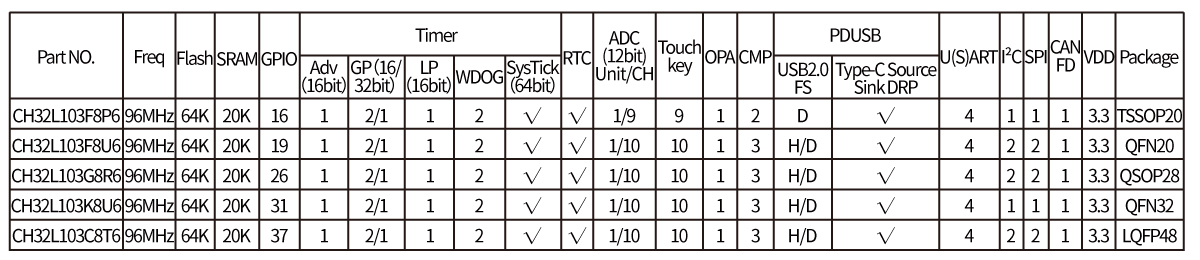 Part NO. Freq Flash SRAM GPIO Timer RTC ADC (12bit) Unit/CH Touch key OPA CMP PDUSB U(S)ART I²C SPI CAN FD VDD Package
Adv (16bit) GP (16/32bit) LP (16bit) WDOG SysTick (64bit) USB2.0 FS Type-C Source Sink DRP
CH32L103F8P6 96MHz 64K 20K 16 1 2/1 1 2 √ √ 1/9 9 1 2 D √ 4 1 1 1 3.3 TSSOP20
CH32L103F8U6 96MHz 64K 20K 19 1 2/1 1 2 √ √ 1/10 10 1 3 H/D √ 4 2 2 1 3.3 QFN20
CH32L103G8R6 96MHz 64K 20K 26 1 2/1 1 2 √ √ 1/10 10 1 3 H/D √ 4 2 2 1 3.3 QSOP28
CH32L103K8U6 96MHz 64K 20K 31 1 2/1 1 2 √ √ 1/10 10 1 3 H/D √ 4 1 1 1 3.3 QFN32
CH32L103C8T6 96MHz 64K 20K 37 1 2/1 1 2 √ √ 1/10 10 1 3 H/D √ 4 2 2 1 3.3 LQFP48